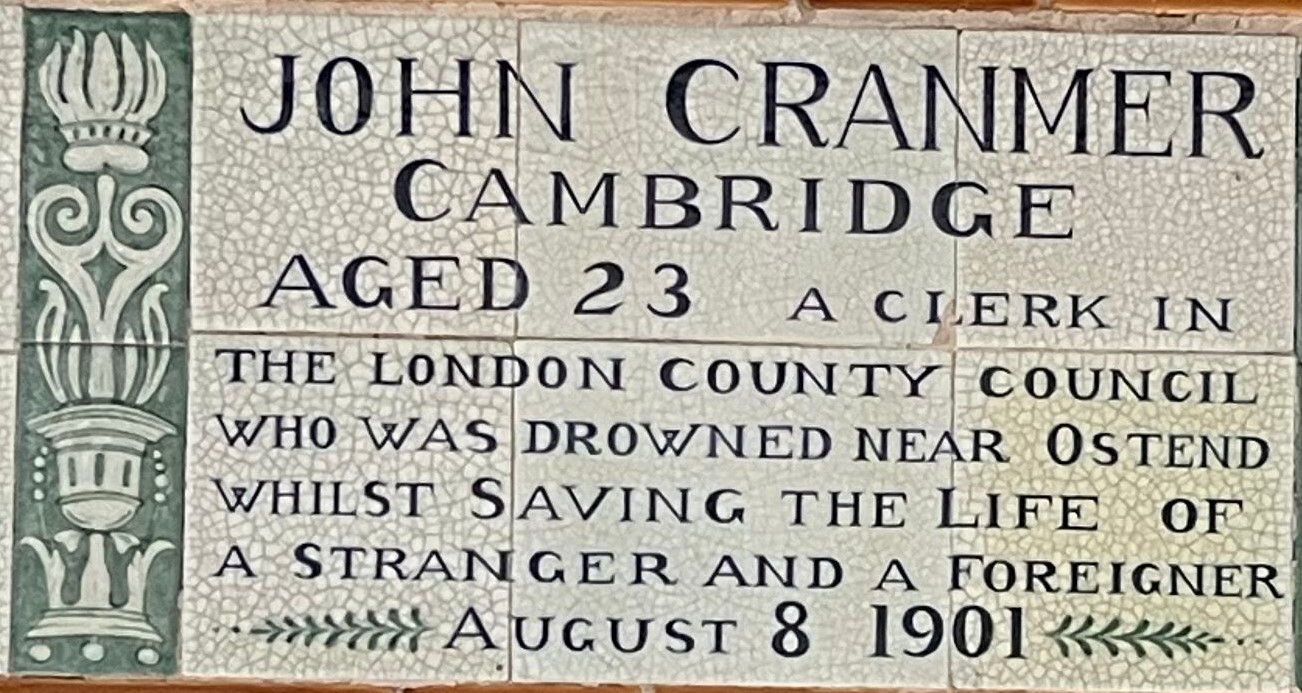 JOHN CRANMER
CAMBRIDGE
AGED 23 A CLERK IN
THE LONDON COUNTY COUNCIL
WHO WAS DROWNED NEAR OSTEND
WHILST SAVING THE LIFE OF
A STRANGER AND A FOREIGNER
AUGUST 8 1901